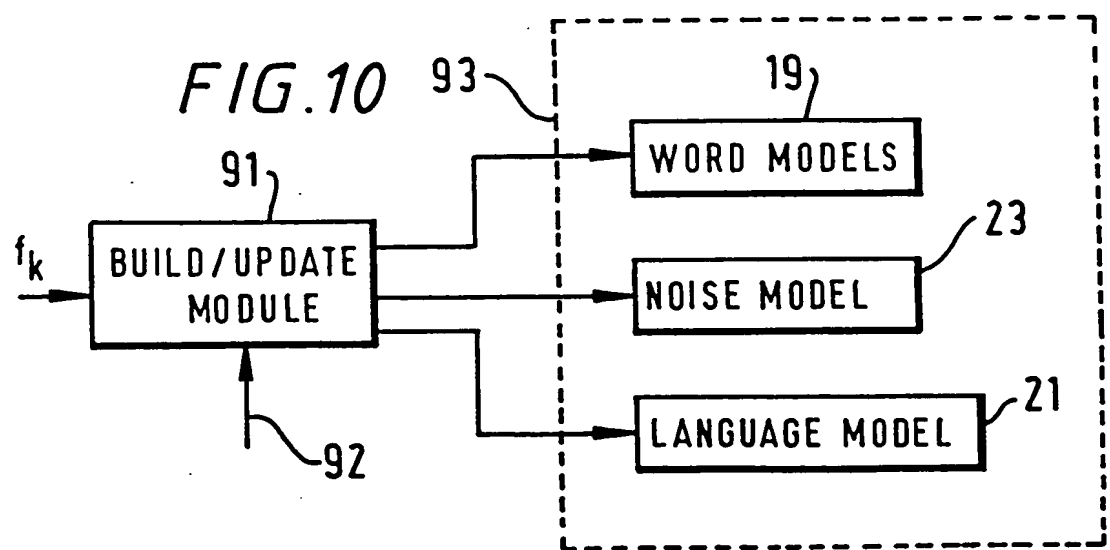 FIG.10
93
19
WORD MODELS
91
23
f_k
BUILD/UPDATE
MODULE
NOISE MODEL
21
LANGUAGE MODEL
92